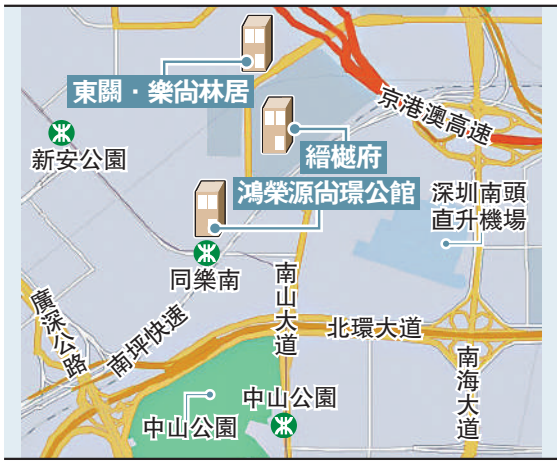 東關·樂尚林居
京港澳高速
新安公園
縉樾府
鴻榮源尚璟公館
深圳南頭
直升機場
同樂南
南山大道
廣深公路
南坪快速
北環大道
南海大道
中山公園
中山公園